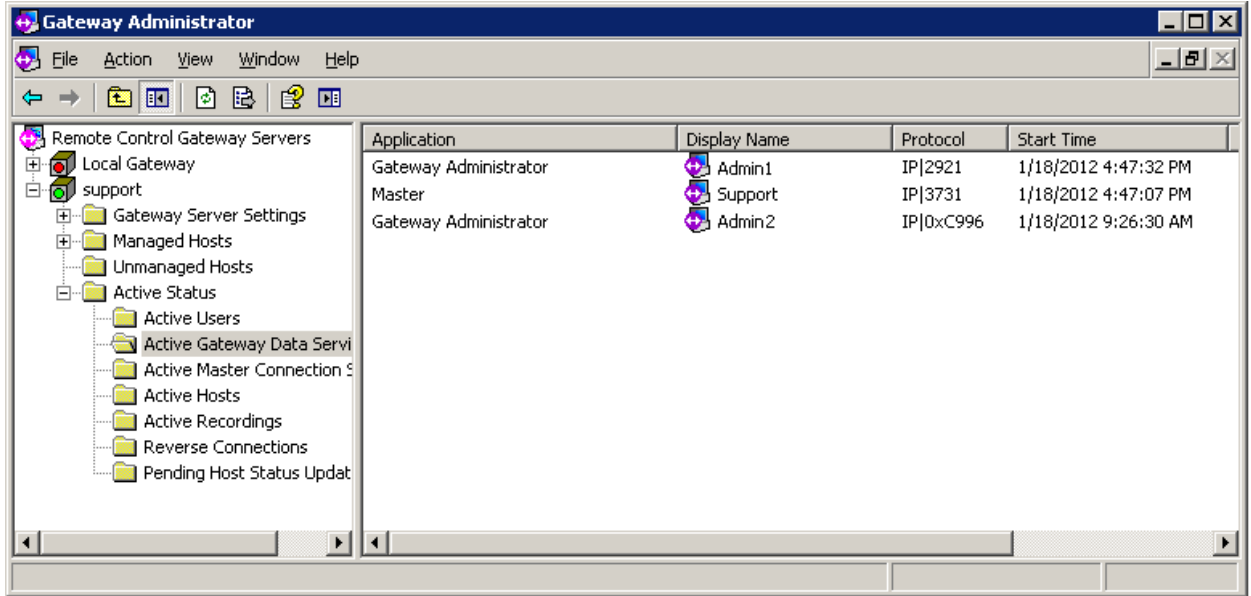 Gateway Administrator
File Action View Window Help
Remote Control Gateway Servers
Local Gateway
support
Gateway Server Settings
Managed Hosts
Unmanaged Hosts
Active Status
Active Users
Active Gateway Data Servi
Active Master Connection S
Active Hosts
Active Recordings
Reverse Connections
Pending Host Status Updat
Application Display Name Protocol Start Time
Gateway Administrator Admin1 IP|2921 1/18/2012 4:47:32 PM
Master Support IP|3731 1/18/2012 4:47:07 PM
Gateway Administrator Admin2 IP|0xC996 1/18/2012 9:26:30 AM